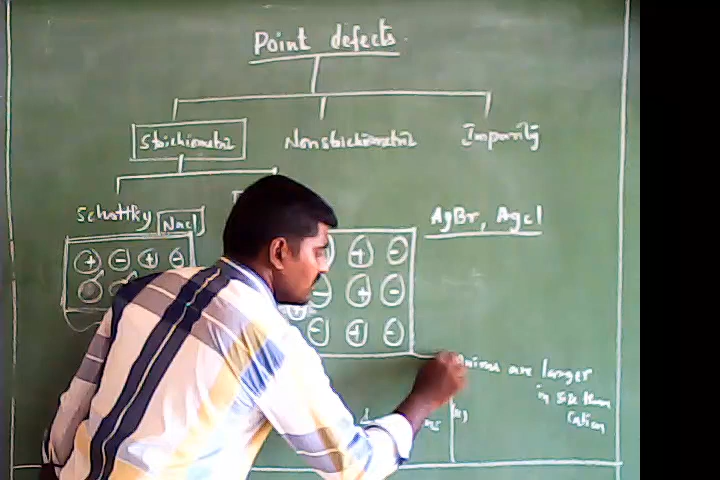 Point defects
Stoichiometric Nonstoichiometric Impurity
Schottky NaCl
AgBr, AgCl
+ - + -
+ -
- + -
- + -
are larger
in size than
cation